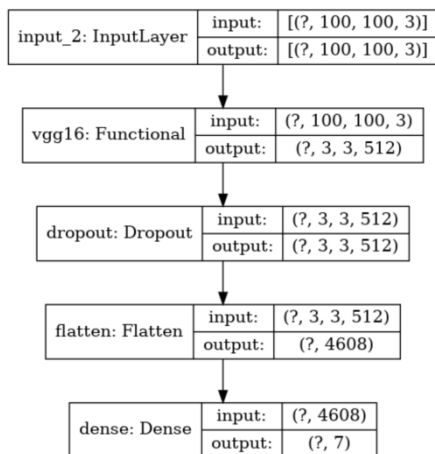 input_2: InputLayer
input: [(?, 100, 100, 3)]
output: [(?, 100, 100, 3)]
vgg16: Functional
input: (?, 100, 100, 3)
output: (?, 3, 3, 512)
dropout: Dropout
input: (?, 3, 3, 512)
output: (?, 3, 3, 512)
flatten: Flatten
input: (?, 3, 3, 512)
output: (?, 4608)
dense: Dense
input: (?, 4608)
output: (?, 7)